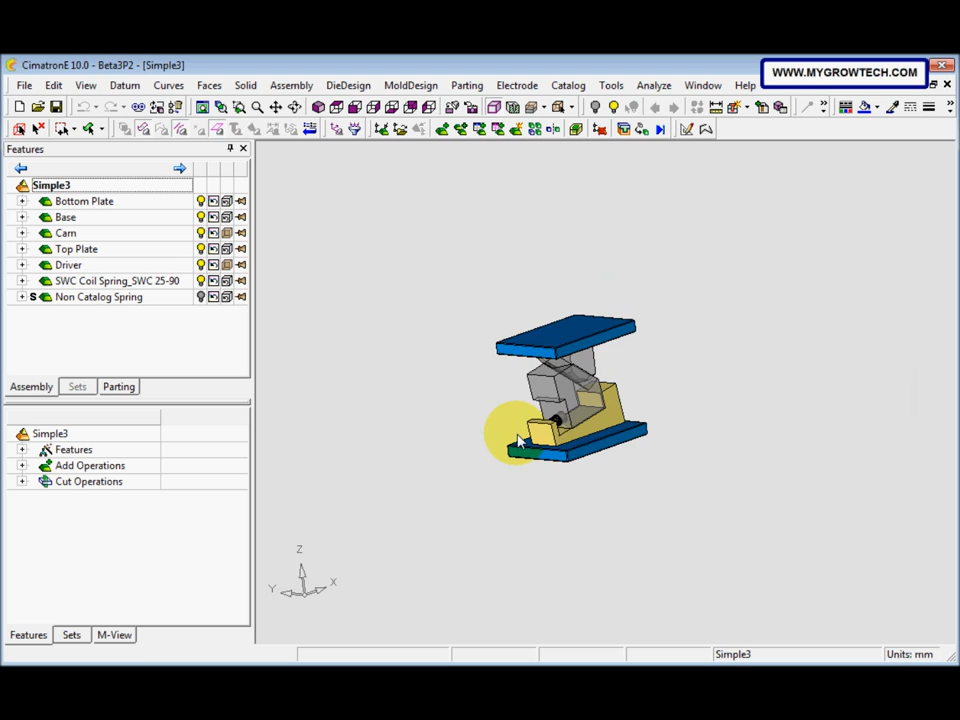 CimatronE 10.0 - Beta3P2 - [Simple3]
WWW.MYGROWTECH.COM
File Edit View Datum Curves Faces Solid Assembly DieDesign MoldDesign Parting Electrode Catalog Tools Analyze Window Help
Features
Simple3
Bottom Plate
Base
Cam
Top Plate
Driver
SWC Coil Spring_SWC 25-90
S Non Catalog Spring
Assembly Sets Parting
Simple3
Features
Add Operations
Cut Operations
Z
Y X
Features Sets M-View
Simple3 Units: mm